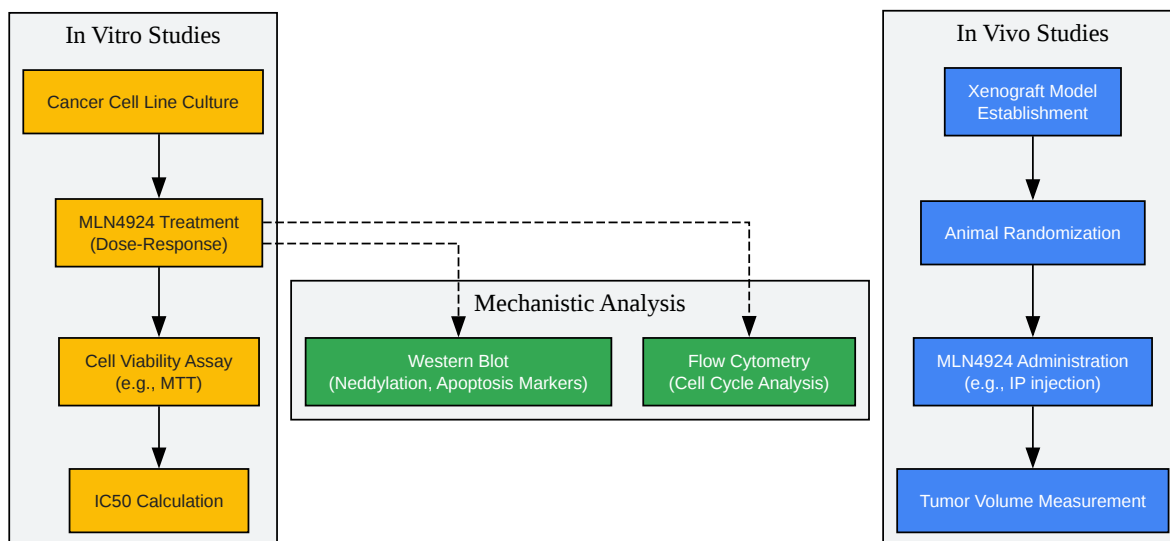 In Vitro Studies
Cancer Cell Line Culture
MLN4924 Treatment
(Dose-Response)
Cell Viability Assay
(e.g., MTT)
IC50 Calculation
Mechanistic Analysis
Western Blot
(Neddylation, Apoptosis Markers)
Flow Cytometry
(Cell Cycle Analysis)
In Vivo Studies
Xenograft Model
Establishment
Animal Randomization
MLN4924 Administration
(e.g., IP injection)
Tumor Volume Measurement